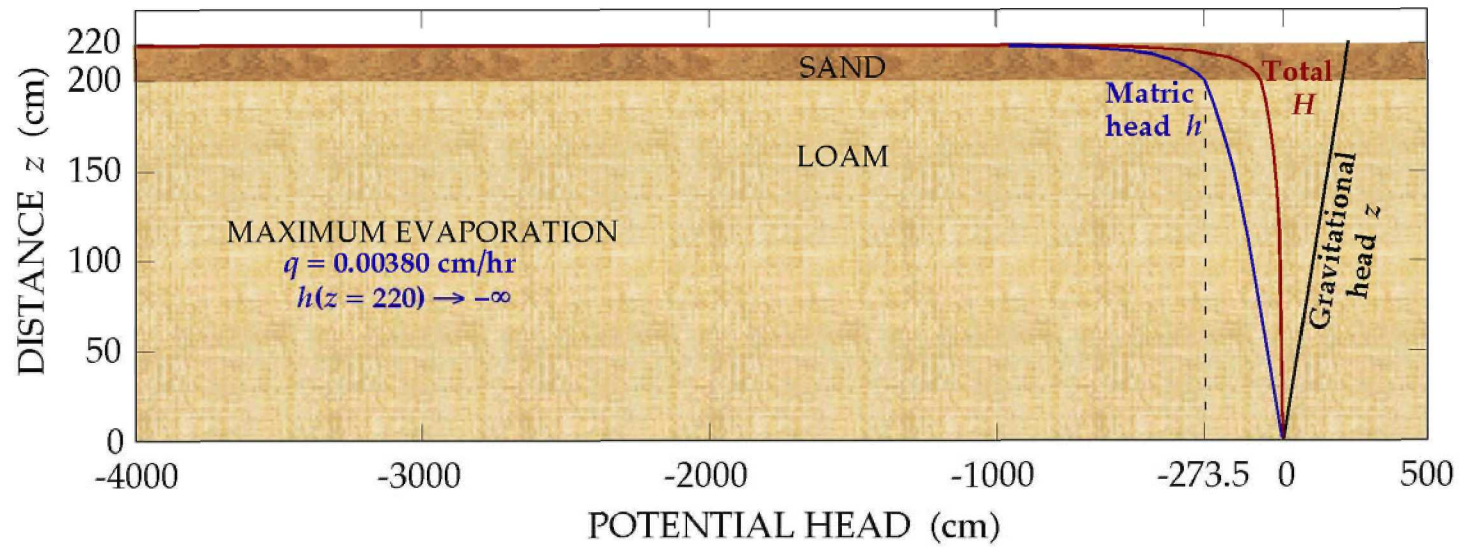 DISTANCE z (cm)
220
200
150
100
50
0
SAND
LOAM
Matric
head h
Total
H
Gravitational
head z
MAXIMUM EVAPORATION
q = 0.00380 cm/hr
h(z = 220) → –∞
-4000 -3000 -2000 -1000 -273.5 0 500
POTENTIAL HEAD (cm)